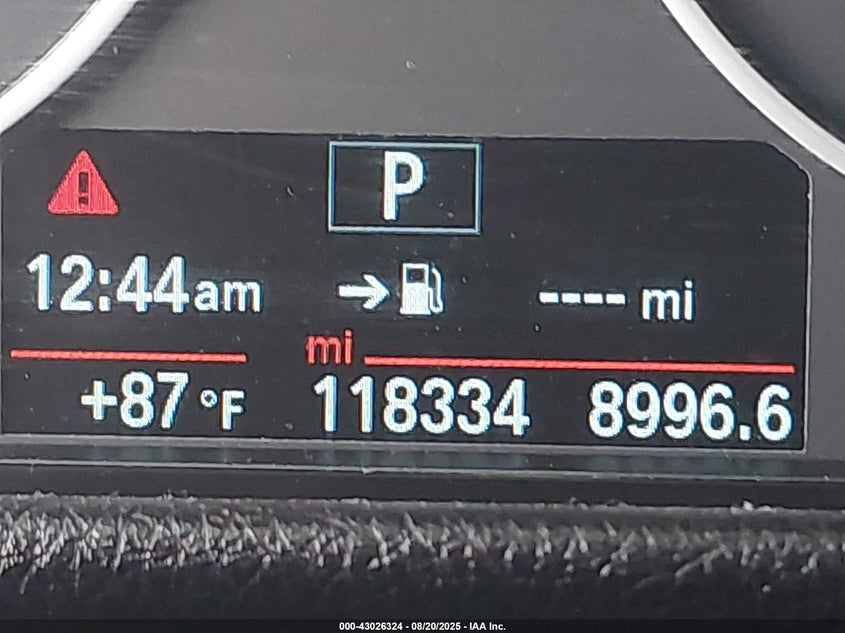 P
12:44am → ---- mi
mi
+87 °F 118334 8996.6
000-43026324 - 08/20/2025 - IAA Inc.